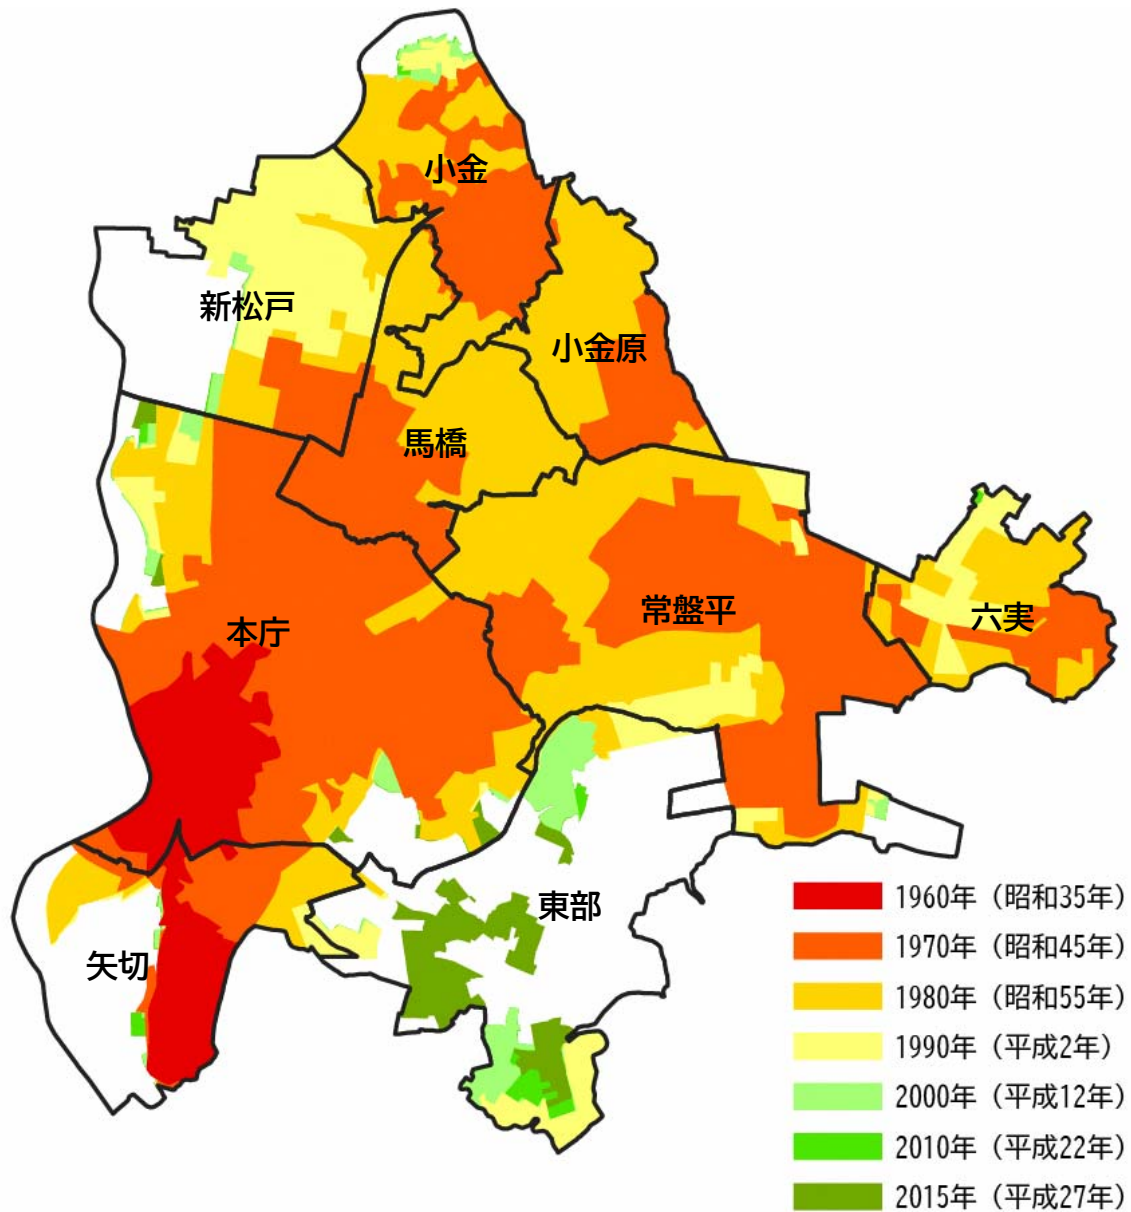 小金
新松戸
小金原
馬橋
常盤平
六実
本庁
東部
矢切
1960年（昭和35年）
1970年（昭和45年）
1980年（昭和55年）
1990年（平成2年）
2000年（平成12年）
2010年（平成22年）
2015年（平成27年）